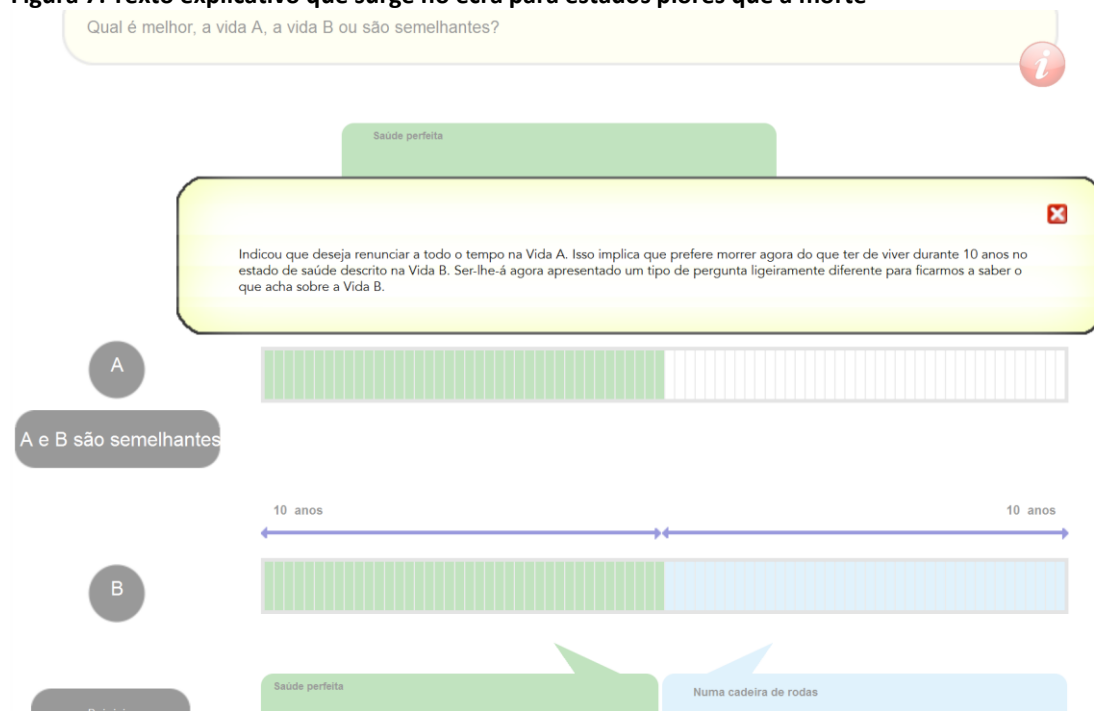 Figura 7: Texto explicativo que surge no ecrã para estados piores que a morte
Qual é melhor, a vida A, a vida B ou são semelhantes?
i
Saúde perfeita
Indicou que deseja renunciar a todo o tempo na Vida A. Isso implica que prefere morrer agora do que ter de viver durante 10 anos no
estado de saúde descrito na Vida B. Ser-lhe-á agora apresentado um tipo de pergunta ligeiramente diferente para ficarmos a saber o
que acha sobre a Vida B.
A
A e B são semelhantes
10 anos
10 anos
B
Saúde perfeita
Numa cadeira de rodas